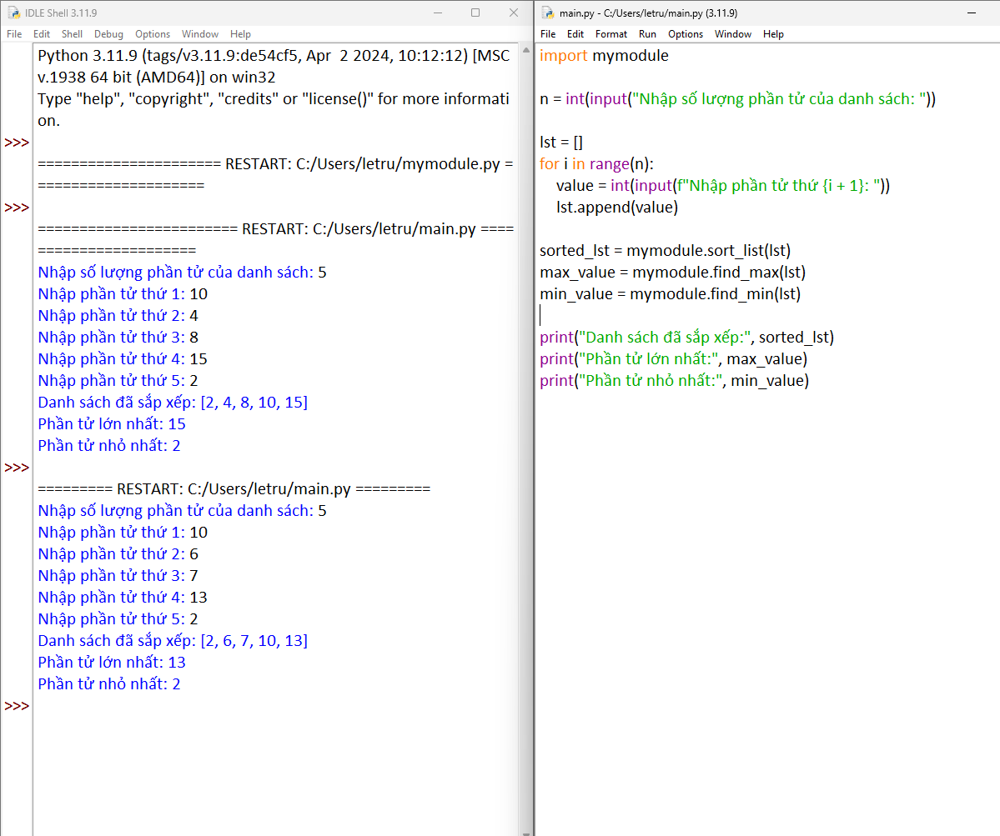 IDLE Shell 3.11.9
File Edit Shell Debug Options Window Help
Python 3.11.9 (tags/v3.11.9:de54cf5, Apr  2 2024, 10:12:12) [MSC
v.1938 64 bit (AMD64)] on win32
Type "help", "copyright", "credits" or "license()" for more informati
on.
>>>
====================== RESTART: C:/Users/letru/mymodule.py =
====================
>>>
======================== RESTART: C:/Users/letru/main.py ====
===================
Nhập số lượng phần tử của danh sách: 5
Nhập phần tử thứ 1: 10
Nhập phần tử thứ 2: 4
Nhập phần tử thứ 3: 8
Nhập phần tử thứ 4: 15
Nhập phần tử thứ 5: 2
Danh sách đã sắp xếp: [2, 4, 8, 10, 15]
Phần tử lớn nhất: 15
Phần tử nhỏ nhất: 2
>>>
========= RESTART: C:/Users/letru/main.py =========
Nhập số lượng phần tử của danh sách: 5
Nhập phần tử thứ 1: 10
Nhập phần tử thứ 2: 6
Nhập phần tử thứ 3: 7
Nhập phần tử thứ 4: 13
Nhập phần tử thứ 5: 2
Danh sách đã sắp xếp: [2, 6, 7, 10, 13]
Phần tử lớn nhất: 13
Phần tử nhỏ nhất: 2
>>>
main.py - C:/Users/letru/main.py (3.11.9)
File Edit Format Run Options Window Help
import mymodule
n = int(input("Nhập số lượng phần tử của danh sách: "))
lst = []
for i in range(n):
    value = int(input(f"Nhập phần tử thứ {i + 1}: "))
    lst.append(value)
sorted_lst = mymodule.sort_list(lst)
max_value = mymodule.find_max(lst)
min_value = mymodule.find_min(lst)
print("Danh sách đã sắp xếp:", sorted_lst)
print("Phần tử lớn nhất:", max_value)
print("Phần tử nhỏ nhất:", min_value)